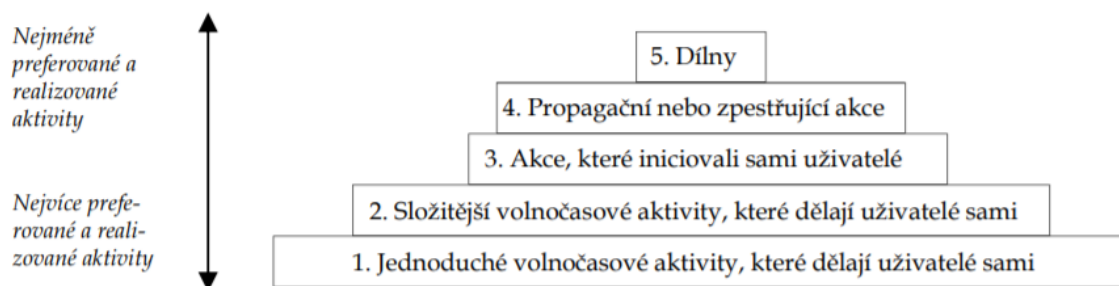 Nejméně
preferované a
realizované
aktivity
5. Dílny
4. Propagační nebo zpestřující akce
3. Akce, které iniciovali sami uživatelé
Nejvíce prefe-
rované a reali-
zované aktivity
2. Složitější volnočasové aktivity, které dělají uživatelé sami
1. Jednoduché volnočasové aktivity, které dělají uživatelé sami